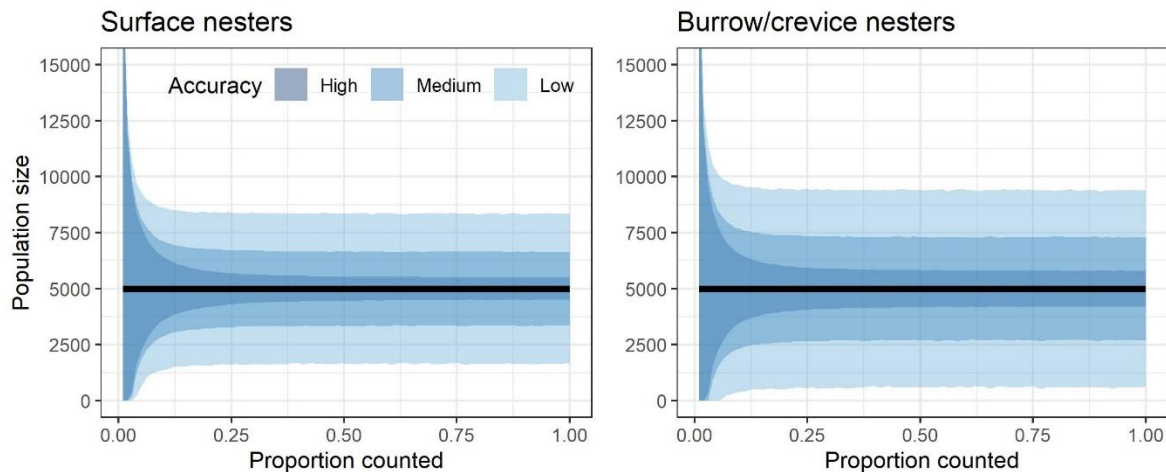 Surface nesters
Burrow/crevice nesters
Accuracy High Medium Low
15000
12500
10000
7500
5000
2500
0
Population size
0.00 0.25 0.50 0.75 1.00
Proportion counted
15000
12500
10000
7500
5000
2500
0
0.00 0.25 0.50 0.75 1.00
Proportion counted